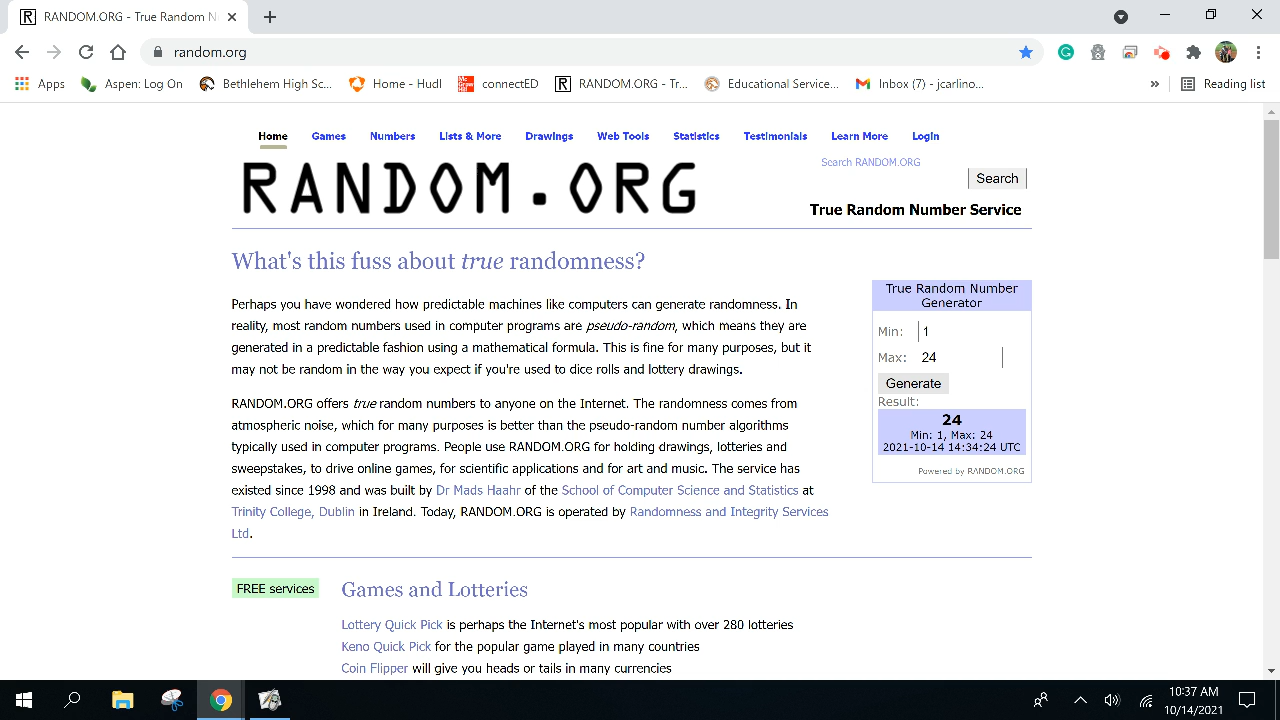 RANDOM.ORG - True Random N
random.org
Apps
Aspen: Log On
Bethlehem High Sc...
Home - Hudl
Mc Graw Hill
connectED
R
RANDOM.ORG - Tr...
Educational Service...
Inbox (7) - jcarlino...
»
Reading list
Home
Games
Numbers
Lists & More
Drawings
Web Tools
Statistics
Testimonials
Learn More
Login
RANDOM.ORG
Search RANDOM.ORG
Search
True Random Number Service
What's this fuss about true randomness?
Perhaps you have wondered how predictable machines like computers can generate randomness. In
reality, most random numbers used in computer programs are pseudo-random, which means they are
generated in a predictable fashion using a mathematical formula. This is fine for many purposes, but it
may not be random in the way you expect if you're used to dice rolls and lottery drawings.
RANDOM.ORG offers true random numbers to anyone on the Internet. The randomness comes from
atmospheric noise, which for many purposes is better than the pseudo-random number algorithms
typically used in computer programs. People use RANDOM.ORG for holding drawings, lotteries and
sweepstakes, to drive online games, for scientific applications and for art and music. The service has
existed since 1998 and was built by Dr Mads Haahr of the School of Computer Science and Statistics at
Trinity College, Dublin in Ireland. Today, RANDOM.ORG is operated by Randomness and Integrity Services
Ltd.
True Random Number
Generator
Min: 1
Max: 24
Generate
Result:
24
Min: 1, Max: 24
2021-10-14 14:34:24 UTC
Powered by RANDOM.ORG
FREE services
Games and Lotteries
Lottery Quick Pick is perhaps the Internet's most popular with over 280 lotteries
Keno Quick Pick for the popular game played in many countries
Coin Flipper will give you heads or tails in many currencies
10:37 AM
10/14/2021